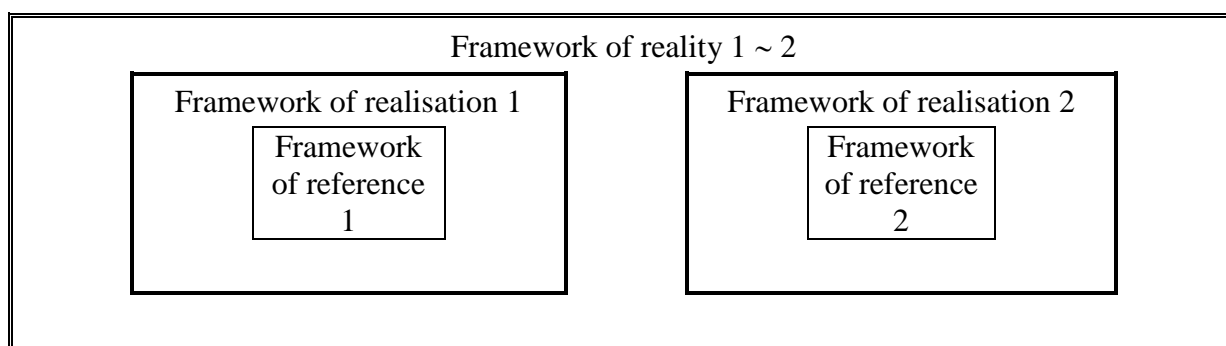 Framework of reality 1 ~ 2
Framework of realisation 1
Framework
of reference
1
Framework of realisation 2
Framework
of reference
2